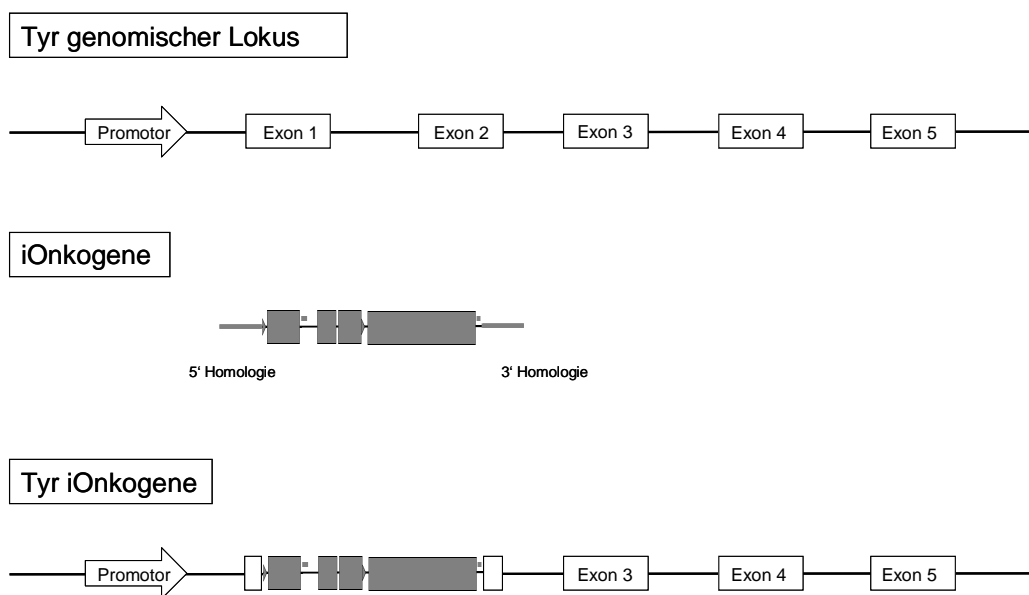 Tyr genomischer Lokus
Promotor Exon 1 Exon 2 Exon 3 Exon 4 Exon 5
iOnkogene
5‘ Homologie 3‘ Homologie
Tyr iOnkogene
Promotor Exon 3 Exon 4 Exon 5